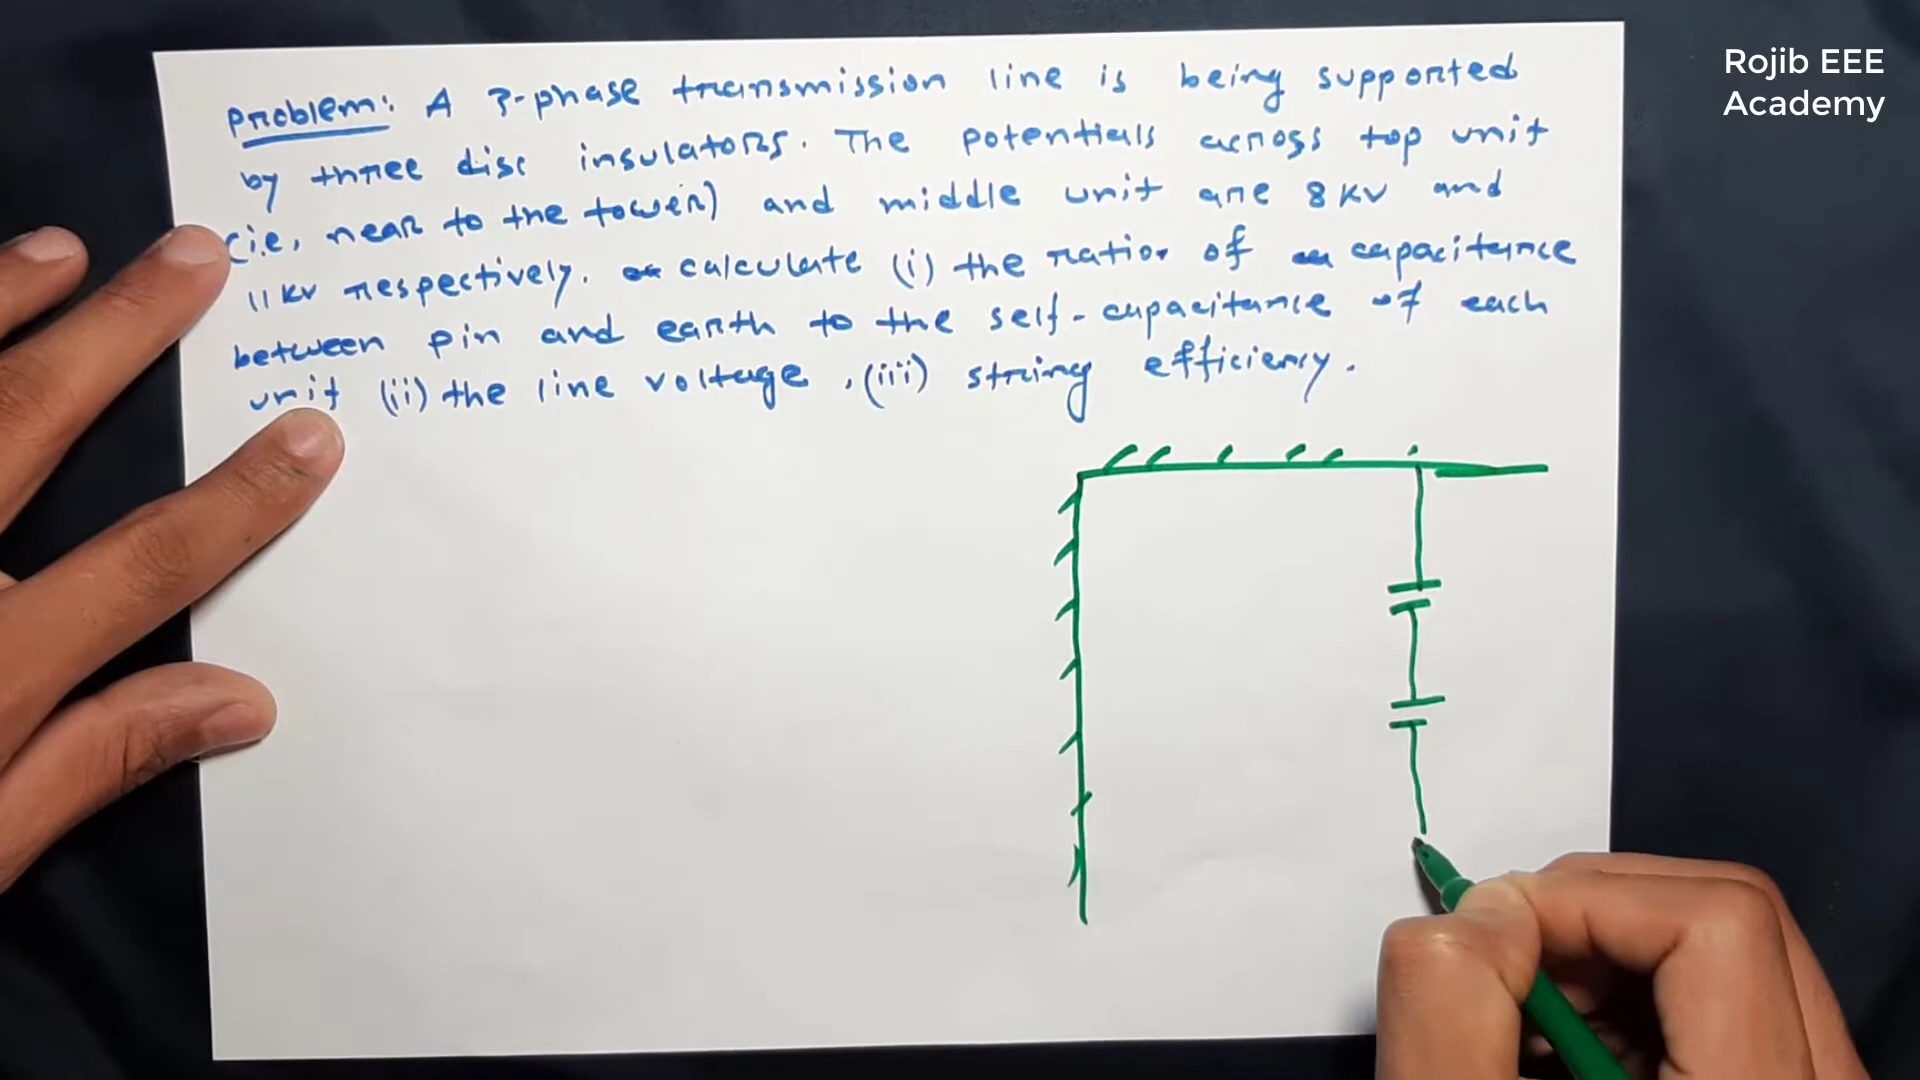 Problem: A 3-phase transmission line is being supported
by three disc insulators. The potentials across top unit
(i.e, near to the tower) and middle unit are 8 KV and
11 KV respectively. calculate (i) the ratio of capacitance
between pin and earth to the self-capacitance of each
unit (ii) the line voltage, (iii) string efficiency.
Rojib EEE
Academy